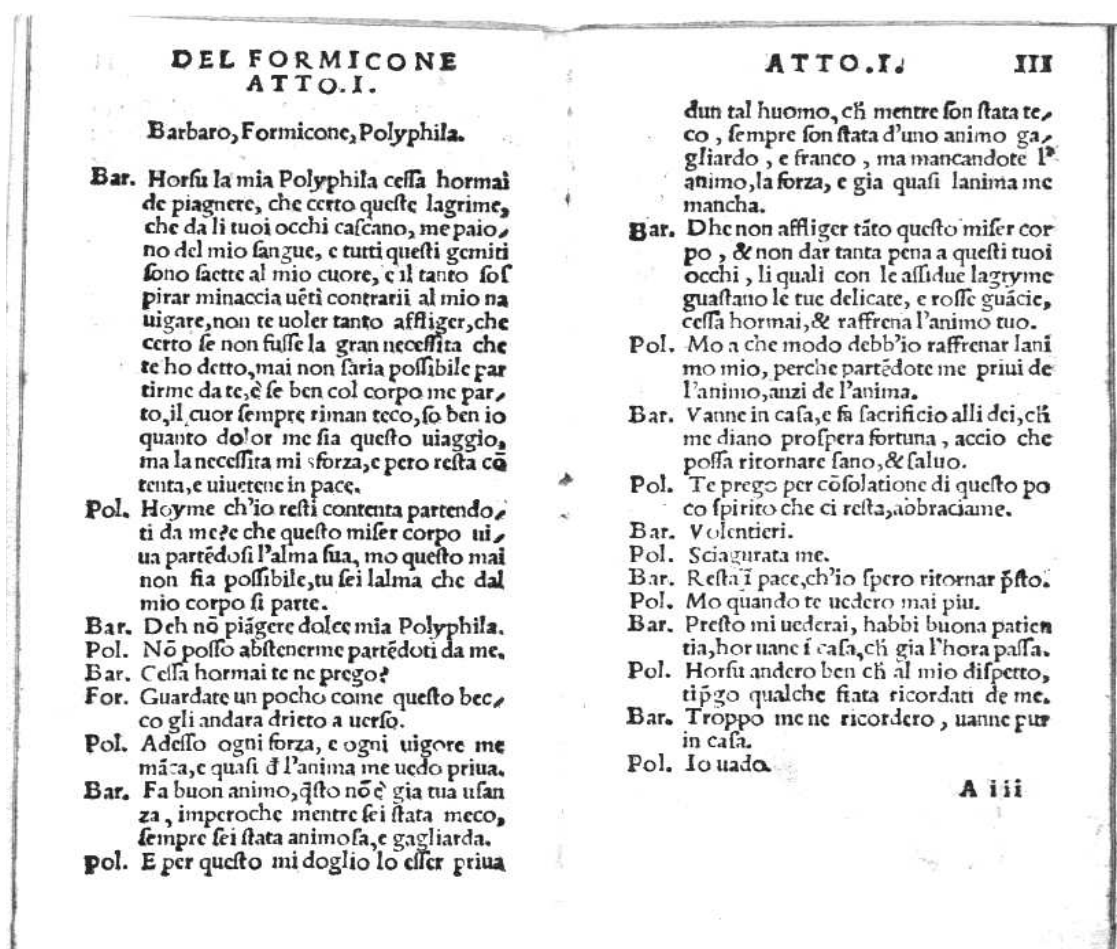 DEL FORMICONE
ATTO.I.
Barbaro, Formicone, Polyphila.
Bar. Horſu la mia Polyphila ceſſa hormai
de piagnere, che certo queſte lagrime,
che da li tuoi occhi caſcano, me paio-
no del mio ſangue, e tutti queſti gemiti
ſono ſaette al mio cuore, e il tanto ſoſ
pirar minaccia uẽti contrarii al mio na
uigare, non te uoler tanto affliger, che
certo ſe non fuſſe la gran neceſſita che
te ho detto, mai non ſaria poſſibile par
tirme da te, è ſe ben col corpo me par-
to, il cuor ſempre riman teco, ſo ben io
quanto dolor me ſia queſto uiaggio,
ma la neceſſita mi sforza, e pero reſta cõ
tenta, e uiuetene in pace.
Pol. Hoyme ch'io reſti contenta partendo-
ti da me? e che queſto miſer corpo ui-
ua partẽdoſi l'alma ſua, mo queſto mai
non fia poſſibile, tu ſei lalma che dal
mio corpo ſi parte.
Bar. Deh nõ piãgere dolce mia Polyphila.
Pol. Nõ poſſo abſtenerme partẽdoti da me.
Bar. Ceſſa hormai te ne prego?
For. Guardate un pocho come queſto bec-
co gli andara drieto a uerſo.
Pol. Adeſſo ogni forza, e ogni uigore me
mãca, e quaſi đ l'anima me uedo priua.
Bar. Fa buon animo, q̃ſto nõ è gia tua uſan
za, imperoche mentre ſei ſtata meco,
ſempre ſei ſtata animoſa, e gagliarda.
pol. E per queſto mi doglio lo eſſer priua
ATTO.I. III
dun tal huomo, ch̃ mentre ſon ſtata te-
co, ſempre ſon ſtata d'uno animo ga-
gliardo, e franco, ma mancandote l'
animo, la forza, e gia quaſi lanima me
mancha.
Bar. Dhe non affliger tãto queſto miſer cor
po, & non dar tanta pena a queſti tuoi
occhi, li quali con le aſſidue lagryme
guaſtano le tue delicate, e roſſe guãcie,
ceſſa hormai, & raffrena l'animo tuo.
Pol. Mo a che modo debb'io raffrenar lani
mo mio, perche partẽdote me priui de
l'animo, anzi de l'anima.
Bar. Vanne in caſa, e fa ſacrificio alli dei, ch̃
me diano proſpera fortuna, accio che
poſſa ritornare ſano, & ſaluo.
Pol. Te prego per cõſolatione di queſto po
co ſpirito che ci reſta, abbraciame.
Bar. Volentieri.
Pol. Sciagurata me.
Bar. Reſta ĩ pace, ch'io ſpero ritornar p̃ſto.
Pol. Mo quando te uedero mai piu.
Bar. Preſto mi uederai, habbi buona patien
tia, hor uane ĩ caſa, ch̃ gia l'hora paſſa.
Pol. Horſu andero ben ch̃ al mio diſpetto,
ti p̃go qualche fiata ricordati de me.
Bar. Troppo me ne ricordero, uanne pur
in caſa.
Pol. Io uado.
A iii